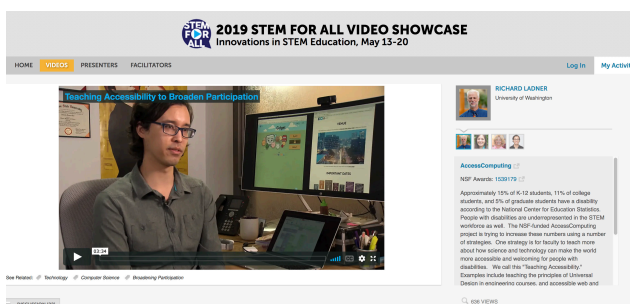 STEM FOR ALL
2019 STEM FOR ALL VIDEO SHOWCASE
Innovations in STEM Education, May 13-20
HOME VIDEOS PRESENTERS FACILITATORS Log In My Activit
Teaching Accessibility to Broaden Participation
03:34
See Related: Technology Computer Science Broadening Participation
RICHARD LADNER
University of Washington
AccessComputing
NSF Awards: 1539179
Approximately 15% of K-12 students, 11% of college
students, and 5% of graduate students have a disability
according to the National Center for Education Statistics.
People with disabilities are underrepresented in the STEM
workforce as well. The NSF-funded AccessComputing
project is trying to increase these numbers using a number
of strategies. One strategy is for faculty to teach more
about how science and technology can make the world
more accessible and welcoming for people with
disabilities. We call this "Teaching Accessibility."
Examples include teaching the principles of Universal
Design in engineering courses, and accessible web and
636 VIEWS